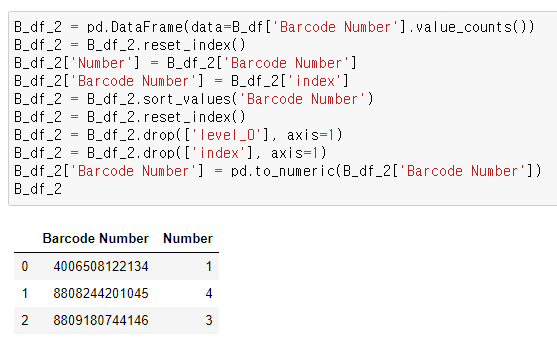 B_df_2 = pd.DataFrame(data=B_df['Barcode Number'].value_counts())
B_df_2 = B_df_2.reset_index()
B_df_2['Number'] = B_df_2['Barcode Number']
B_df_2['Barcode Number'] = B_df_2['index']
B_df_2 = B_df_2.sort_values('Barcode Number')
B_df_2 = B_df_2.reset_index()
B_df_2 = B_df_2.drop(['level_0'], axis=1)
B_df_2 = B_df_2.drop(['index'], axis=1)
B_df_2['Barcode Number'] = pd.to_numeric(B_df_2['Barcode Number'])
B_df_2
Barcode Number Number
0 4006508122134 1
1 8808244201045 4
2 8809180744146 3